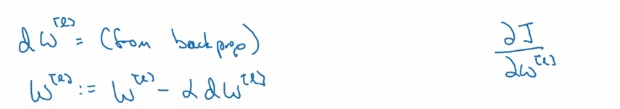 dW^[l] = (from backprop)
W^[l] := W^[l] - α dW^[l]
∂J/∂W^[l]